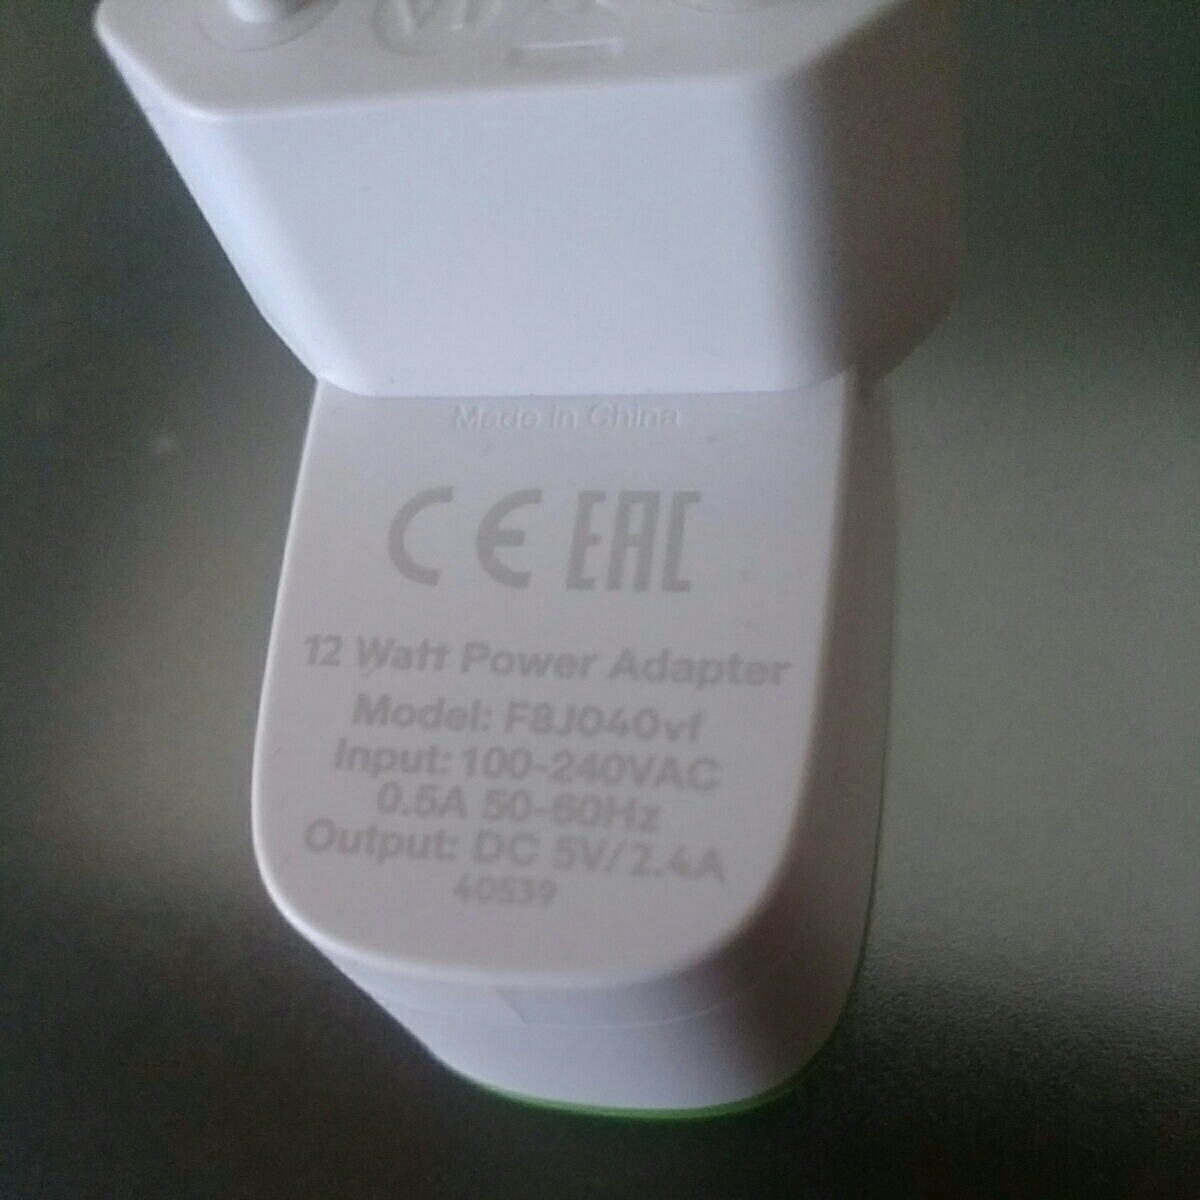 Made in China
CE EAC
12 Watt Power Adapter
Model: F8J040vf
Input: 100-240VAC
0.5A 50-60Hz
Output: DC 5V/2.4A
40539